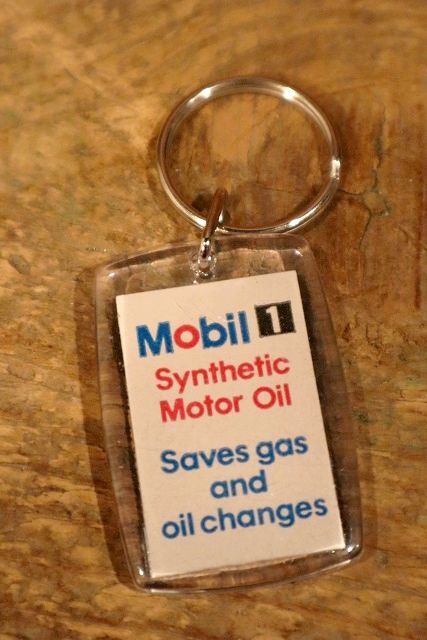 Mobil 1
Synthetic
Motor Oil
Saves gas
and
oil changes